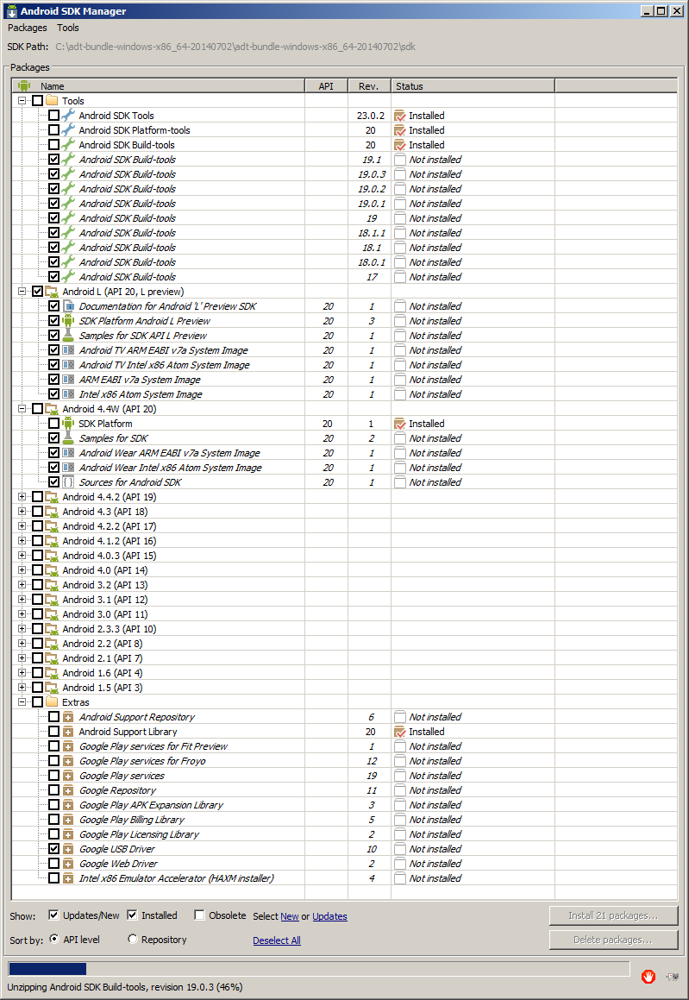 Android SDK Manager
Packages Tools
SDK Path: C:\adt-bundle-windows-x86_64-20140702\adt-bundle-windows-x86_64-20140702\sdk
Packages
Name API Rev. Status
Tools
Android SDK Tools 23.0.2 Installed
Android SDK Platform-tools 20 Installed
Android SDK Build-tools 20 Installed
Android SDK Build-tools 19.1 Not installed
Android SDK Build-tools 19.0.3 Not installed
Android SDK Build-tools 19.0.2 Not installed
Android SDK Build-tools 19.0.1 Not installed
Android SDK Build-tools 19 Not installed
Android SDK Build-tools 18.1.1 Not installed
Android SDK Build-tools 18.1 Not installed
Android SDK Build-tools 18.0.1 Not installed
Android SDK Build-tools 17 Not installed
Android L (API 20, L preview)
Documentation for Android 'L' Preview SDK 20 1 Not installed
SDK Platform Android L Preview 20 3 Not installed
Samples for SDK API L Preview 20 1 Not installed
Android TV ARM EABI v7a System Image 20 1 Not installed
Android TV Intel x86 Atom System Image 20 1 Not installed
ARM EABI v7a System Image 20 1 Not installed
Intel x86 Atom System Image 20 1 Not installed
Android 4.4W (API 20)
SDK Platform 20 1 Installed
Samples for SDK 20 2 Not installed
Android Wear ARM EABI v7a System Image 20 1 Not installed
Android Wear Intel x86 Atom System Image 20 1 Not installed
Sources for Android SDK 20 1 Not installed
Android 4.4.2 (API 19)
Android 4.3 (API 18)
Android 4.2.2 (API 17)
Android 4.1.2 (API 16)
Android 4.0.3 (API 15)
Android 4.0 (API 14)
Android 3.2 (API 13)
Android 3.1 (API 12)
Android 3.0 (API 11)
Android 2.3.3 (API 10)
Android 2.2 (API 8)
Android 2.1 (API 7)
Android 1.6 (API 4)
Android 1.5 (API 3)
Extras
Android Support Repository 6 Not installed
Android Support Library 20 Installed
Google Play services for Fit Preview 1 Not installed
Google Play services for Froyo 12 Not installed
Google Play services 19 Not installed
Google Repository 11 Not installed
Google Play APK Expansion Library 3 Not installed
Google Play Billing Library 5 Not installed
Google Play Licensing Library 2 Not installed
Google USB Driver 10 Not installed
Google Web Driver 2 Not installed
Intel x86 Emulator Accelerator (HAXM installer) 4 Not installed
Show: Updates/New Installed Obsolete Select New or Updates Install 21 packages...
Sort by: API level Repository Deselect All Delete packages...
Unzipping Android SDK Build-tools, revision 19.0.3 (46%)